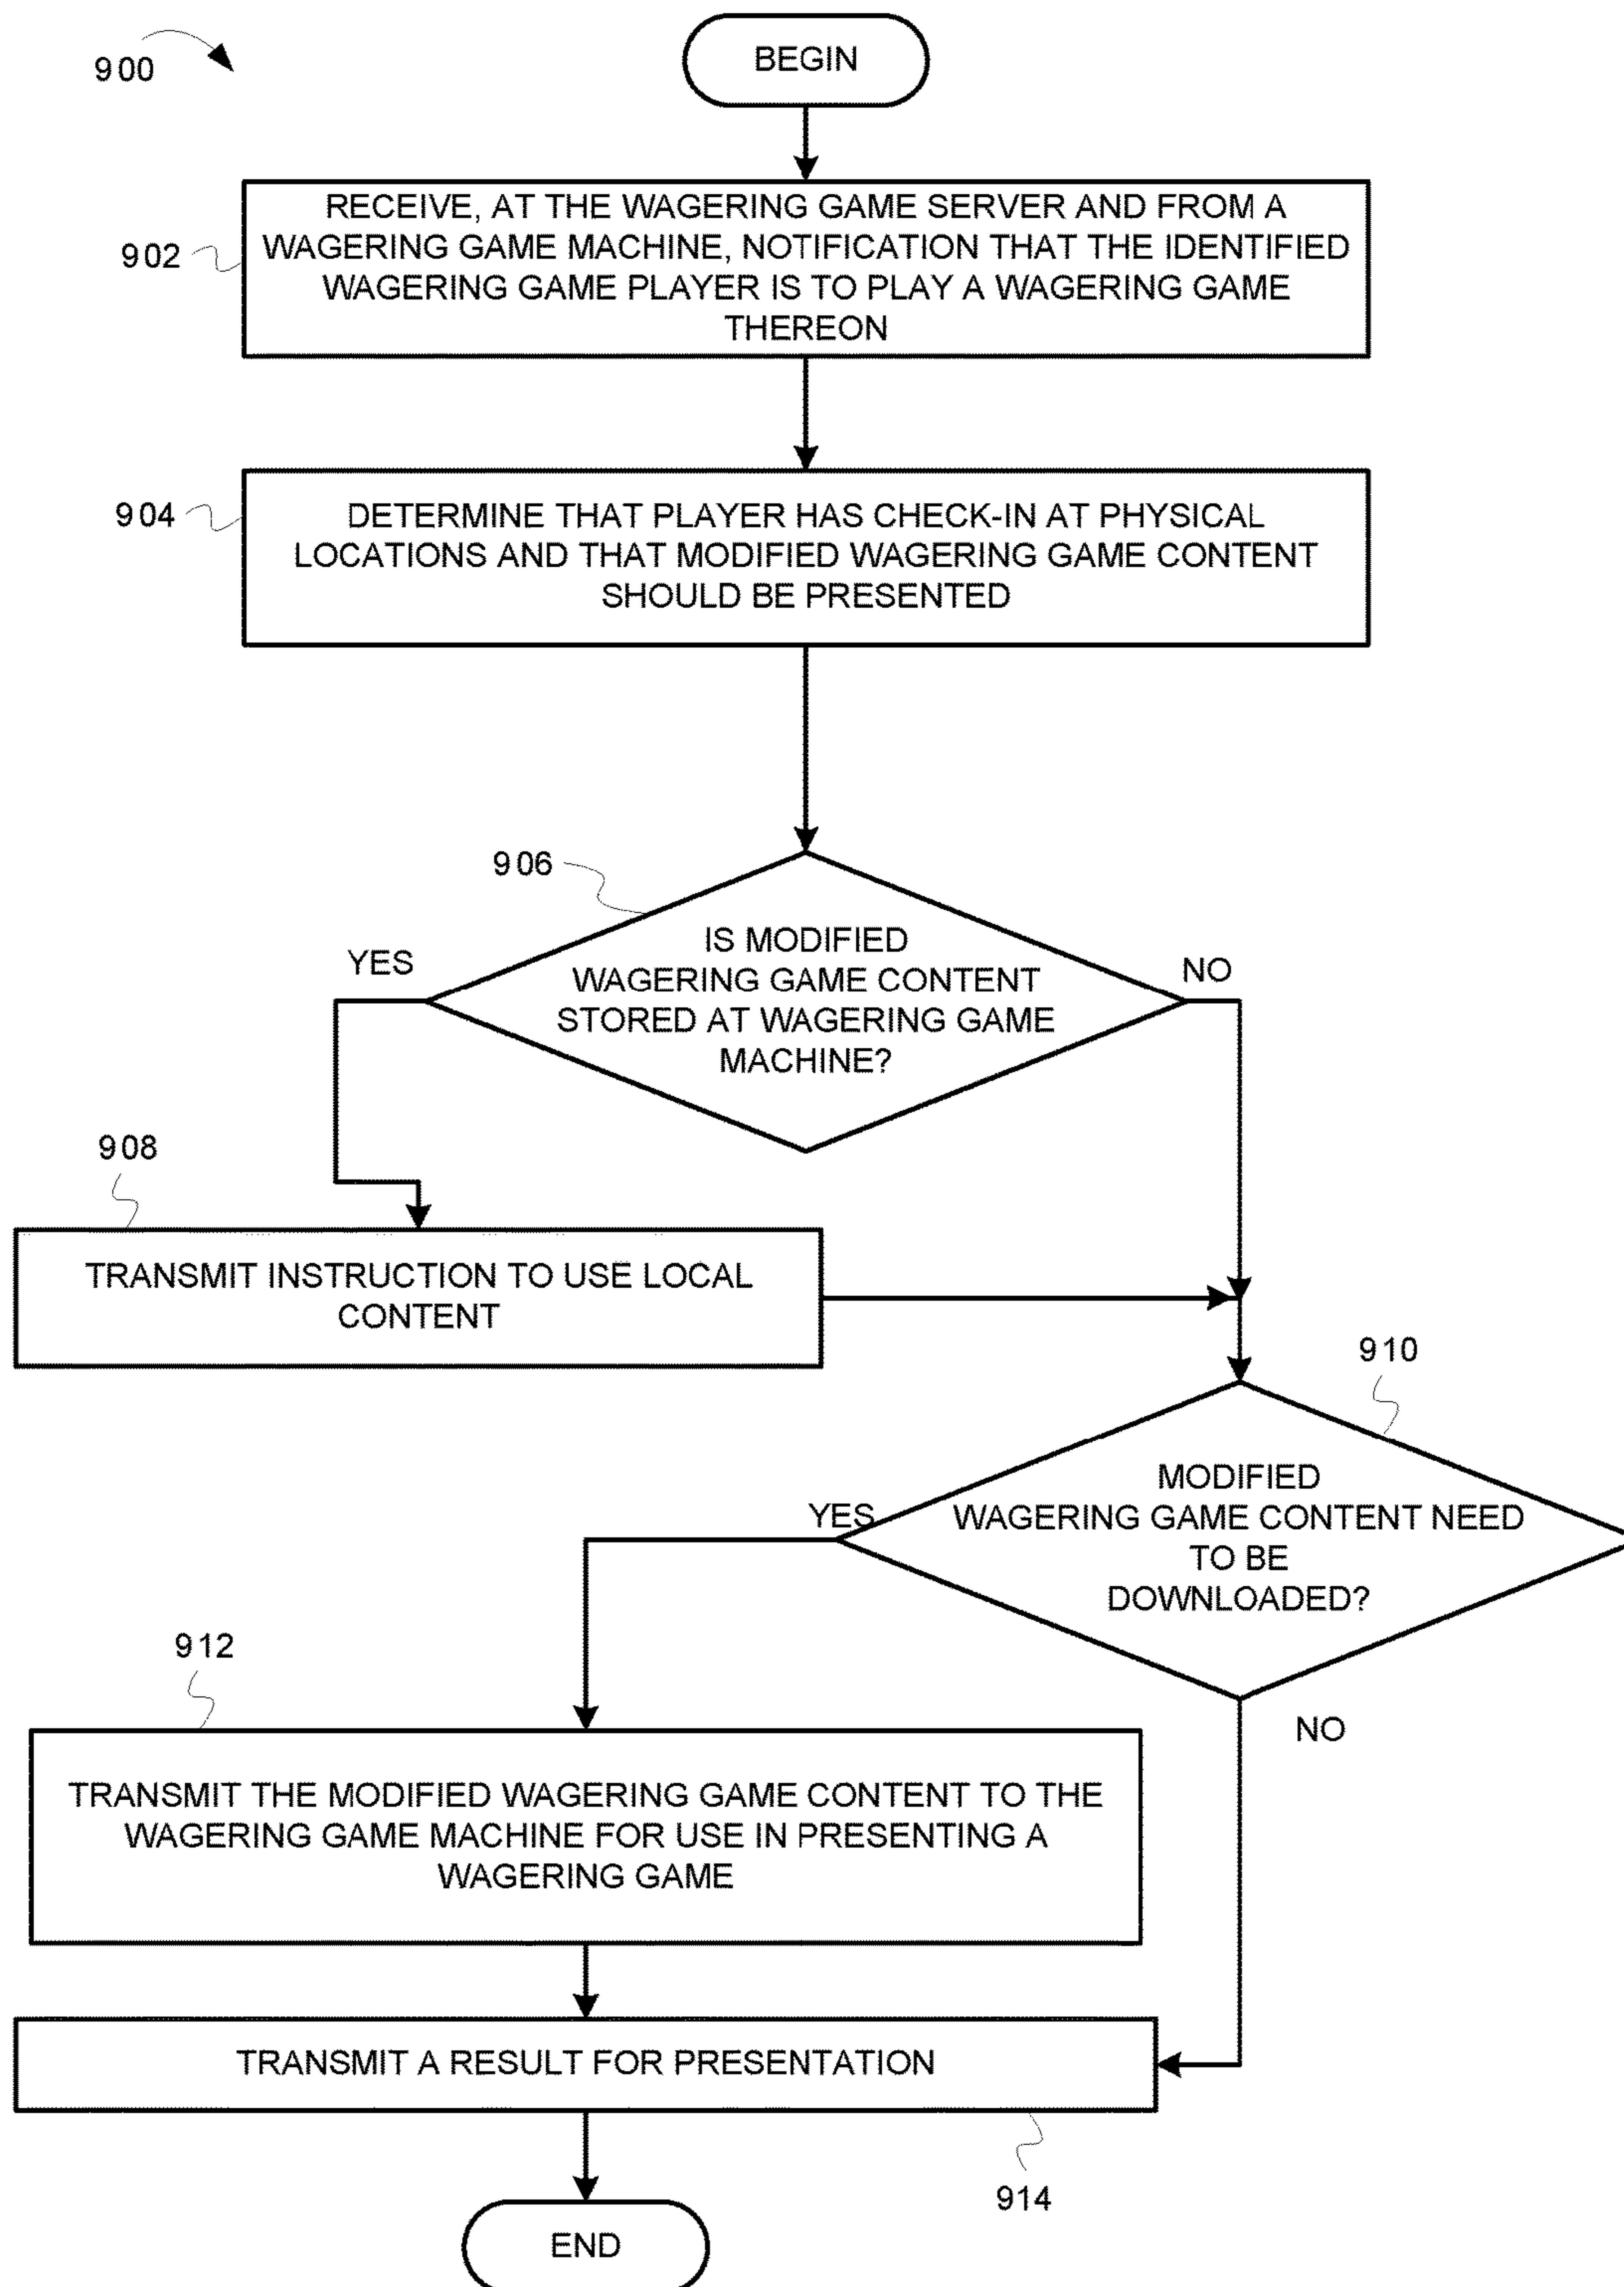 900
BEGIN
902
RECEIVE, AT THE WAGERING GAME SERVER AND FROM A
WAGERING GAME MACHINE, NOTIFICATION THAT THE IDENTIFIED
WAGERING GAME PLAYER IS TO PLAY A WAGERING GAME
THEREON
904
DETERMINE THAT PLAYER HAS CHECK-IN AT PHYSICAL
LOCATIONS AND THAT MODIFIED WAGERING GAME CONTENT
SHOULD BE PRESENTED
906
IS MODIFIED
WAGERING GAME CONTENT
STORED AT WAGERING GAME
MACHINE?
YES
NO
908
TRANSMIT INSTRUCTION TO USE LOCAL
CONTENT
910
MODIFIED
WAGERING GAME CONTENT NEED
TO BE
DOWNLOADED?
YES
NO
912
TRANSMIT THE MODIFIED WAGERING GAME CONTENT TO THE
WAGERING GAME MACHINE FOR USE IN PRESENTING A
WAGERING GAME
TRANSMIT A RESULT FOR PRESENTATION
914
END